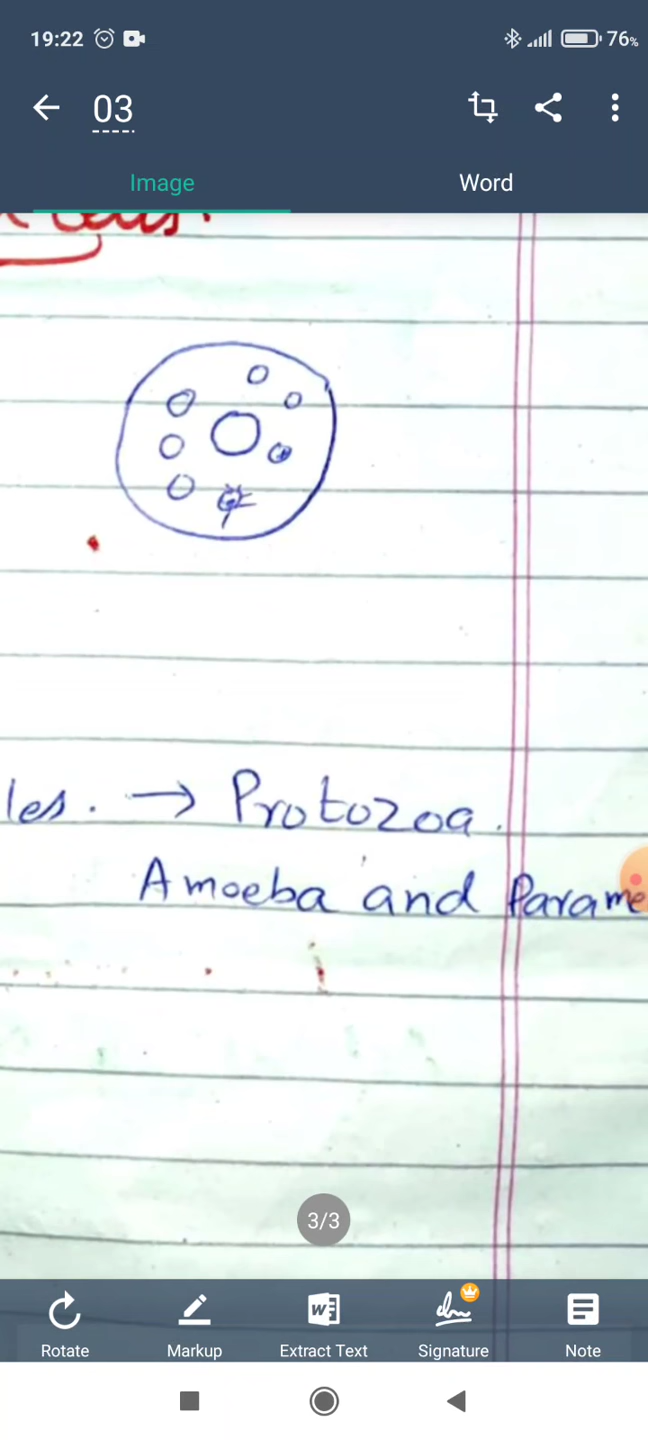 19:22 76%
03
Image Word
les. → Protozoa.
Amoeba and Parame
3/3
Rotate Markup Extract Text Signature Note